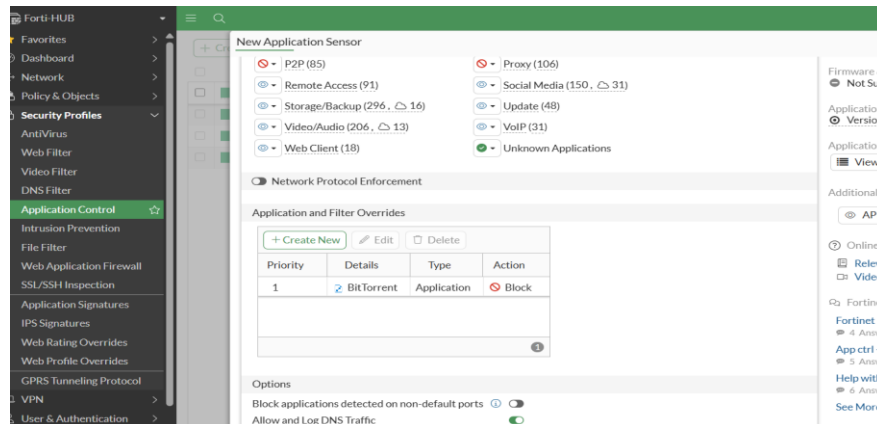 Forti-HUB
Favorites
Dashboard
Network
Policy & Objects
Security Profiles
AntiVirus
Web Filter
Video Filter
DNS Filter
Application Control
Intrusion Prevention
File Filter
Web Application Firewall
SSL/SSH Inspection
Application Signatures
IPS Signatures
Web Rating Overrides
Web Profile Overrides
GPRS Tunneling Protocol
VPN
User & Authentication
+ Cr
New Application Sensor
P2P (85) Proxy (106)
Remote Access (91) Social Media (150, 31)
Storage/Backup (296, 16) Update (48)
Video/Audio (206, 13) VoIP (31)
Web Client (18) Unknown Applications
Network Protocol Enforcement
Application and Filter Overrides
+ Create New Edit Delete
Priority Details Type Action
1 BitTorrent Application Block
1
Options
Block applications detected on non-default ports
Allow and Log DNS Traffic
Firmware
Not Su
Applicatio
Versio
Applicatio
View
Additional
AP
Online
Rele
Vide
Fortin
Fortinet
4 Ans
App ctrl
5 Ans
Help wit
6 Ans
See Mor